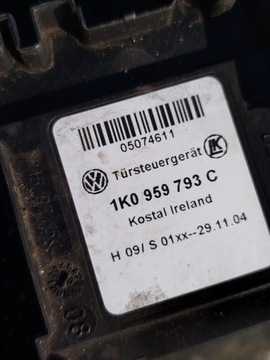 05074611
Türsteuergerät
1K0 959 793 C
Kostal Ireland
H 09/ S 01xx--29.11.04